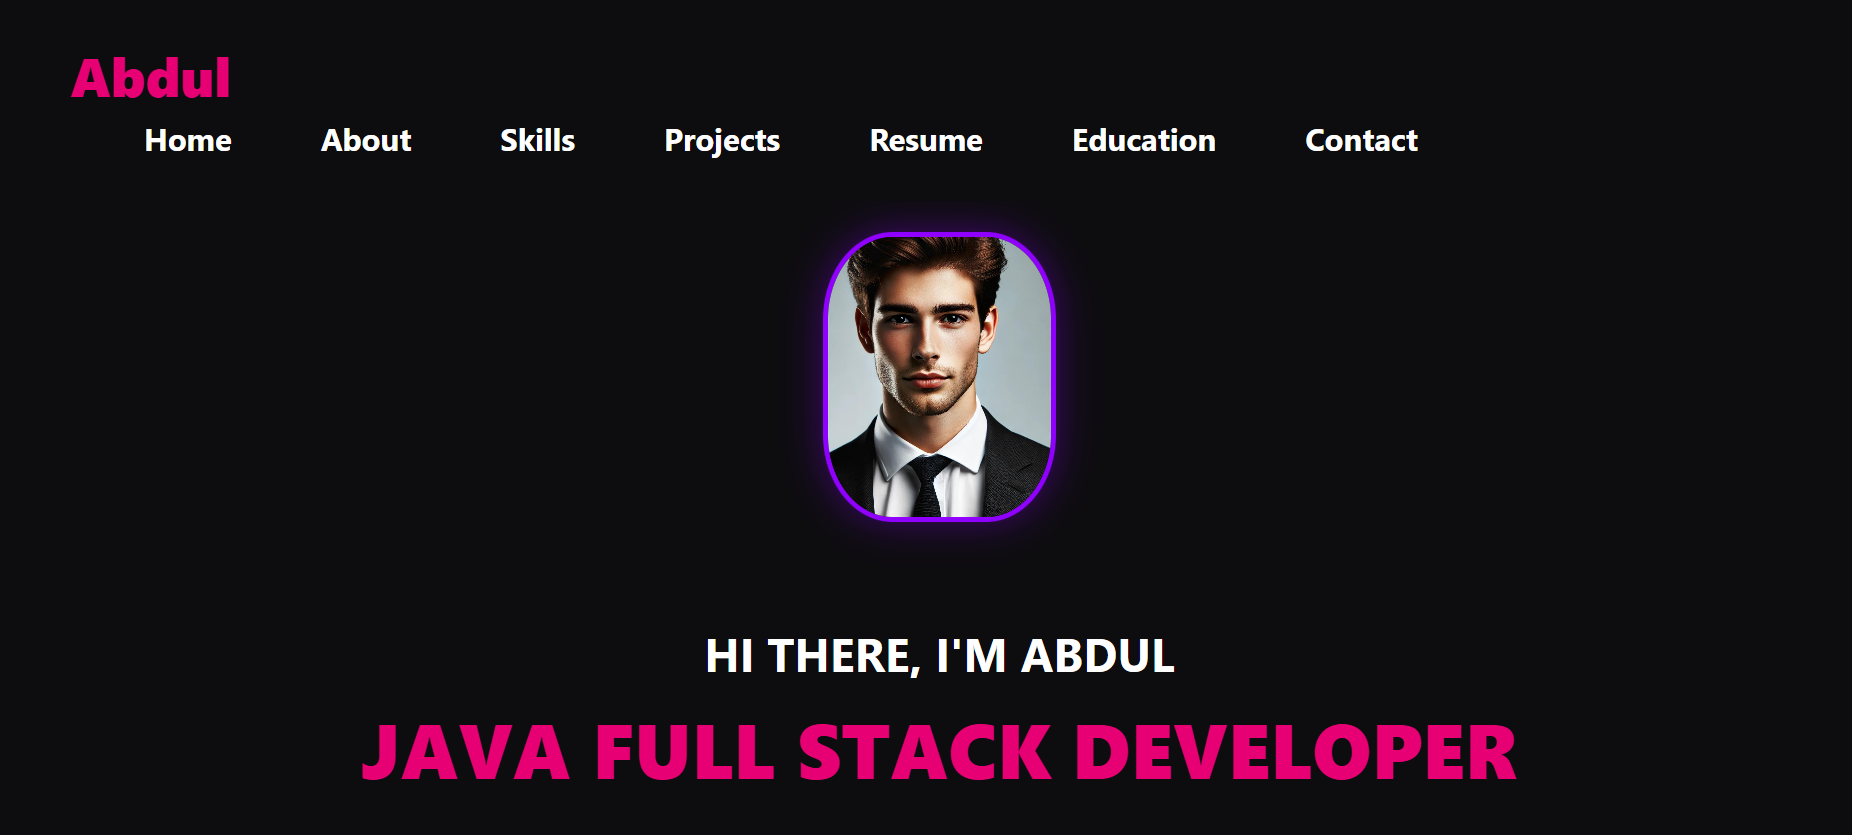 Abdul
Home About Skills Projects Resume Education Contact
HI THERE, I'M ABDUL
JAVA FULL STACK DEVELOPER